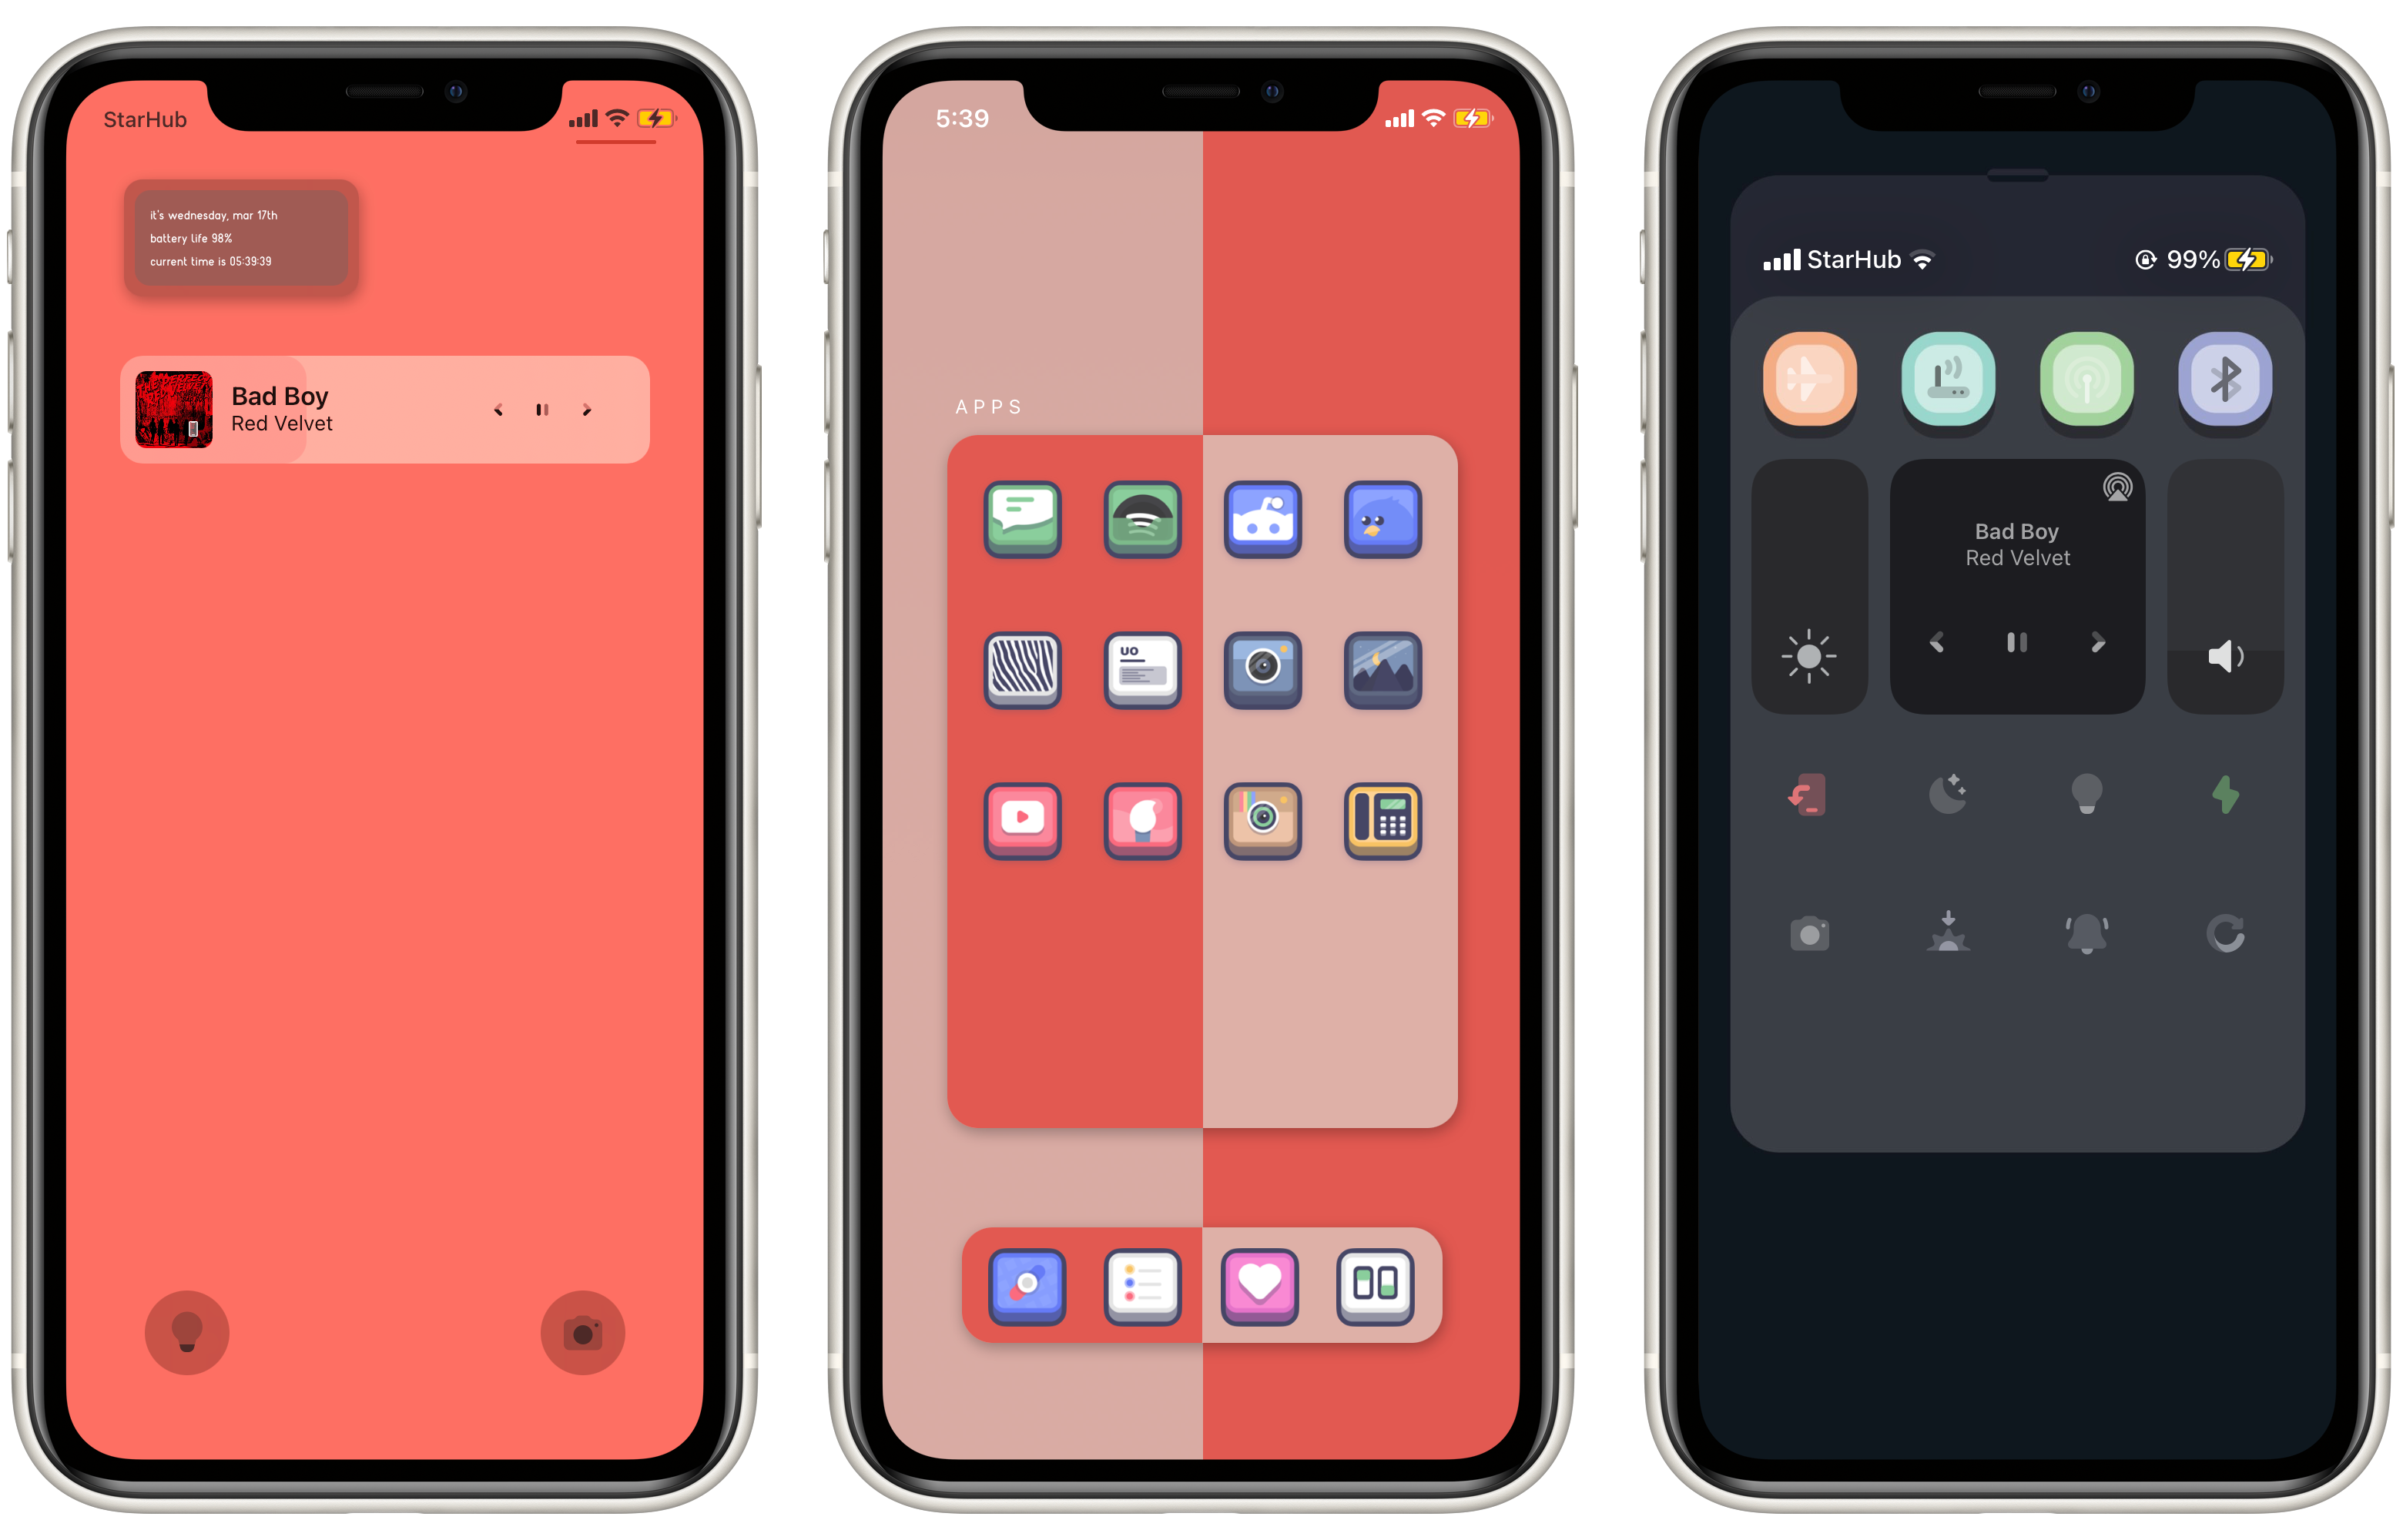 StarHub
it's wednesday, mar 17th
battery life 98%
current time is 05:39:39
Bad Boy
Red Velvet
5:39
APPS
UO
StarHub 99%
Bad Boy
Red Velvet